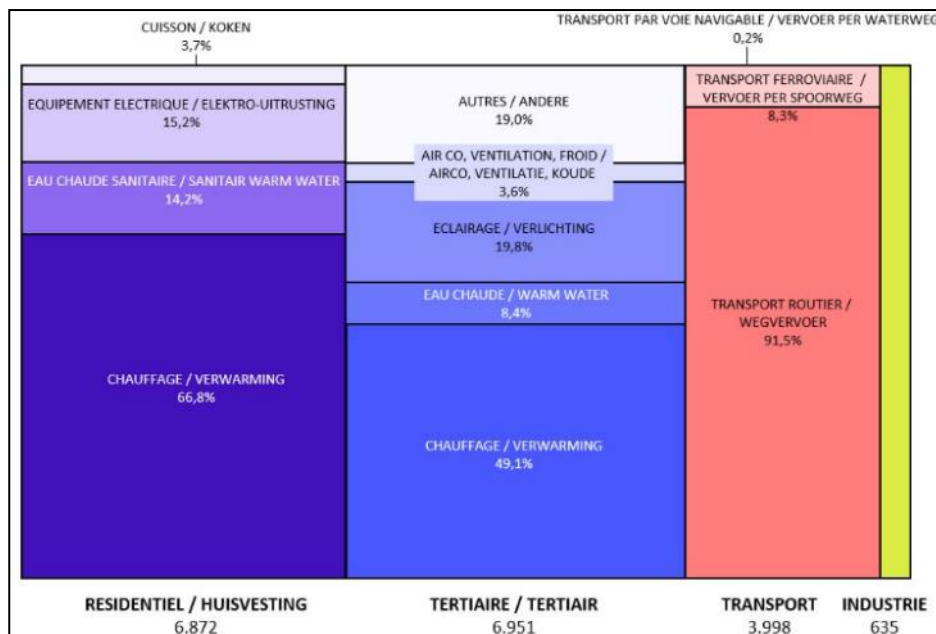 CUISSON / KOKEN
3,7%
EQUIPEMENT ELECTRIQUE / ELEKTRO-UITRUSTING
15,2%
EAU CHAUDE SANITAIRE / SANITAIR WARM WATER
14,2%
CHAUFFAGE / VERWARMING
66,8%
RESIDENTIEL / HUISVESTING
6.872
AUTRES / ANDERE
19,0%
AIR CO, VENTILATION, FROID /
AIRCO, VENTILATIE, KOUDE
3,6%
ECLAIRAGE / VERLICHTING
19,8%
EAU CHAUDE / WARM WATER
8,4%
CHAUFFAGE / VERWARMING
49,1%
TERTIAIRE / TERTIAIR
6.951
TRANSPORT PAR VOIE NAVIGABLE / VERVOER PER WATERWEG
0,2%
TRANSPORT FERROVIAIRE /
VERVOER PER SPOORWEG
8,3%
TRANSPORT ROUTIER /
WEGVERVOER
91,5%
TRANSPORT
3.998
INDUSTRIE
635